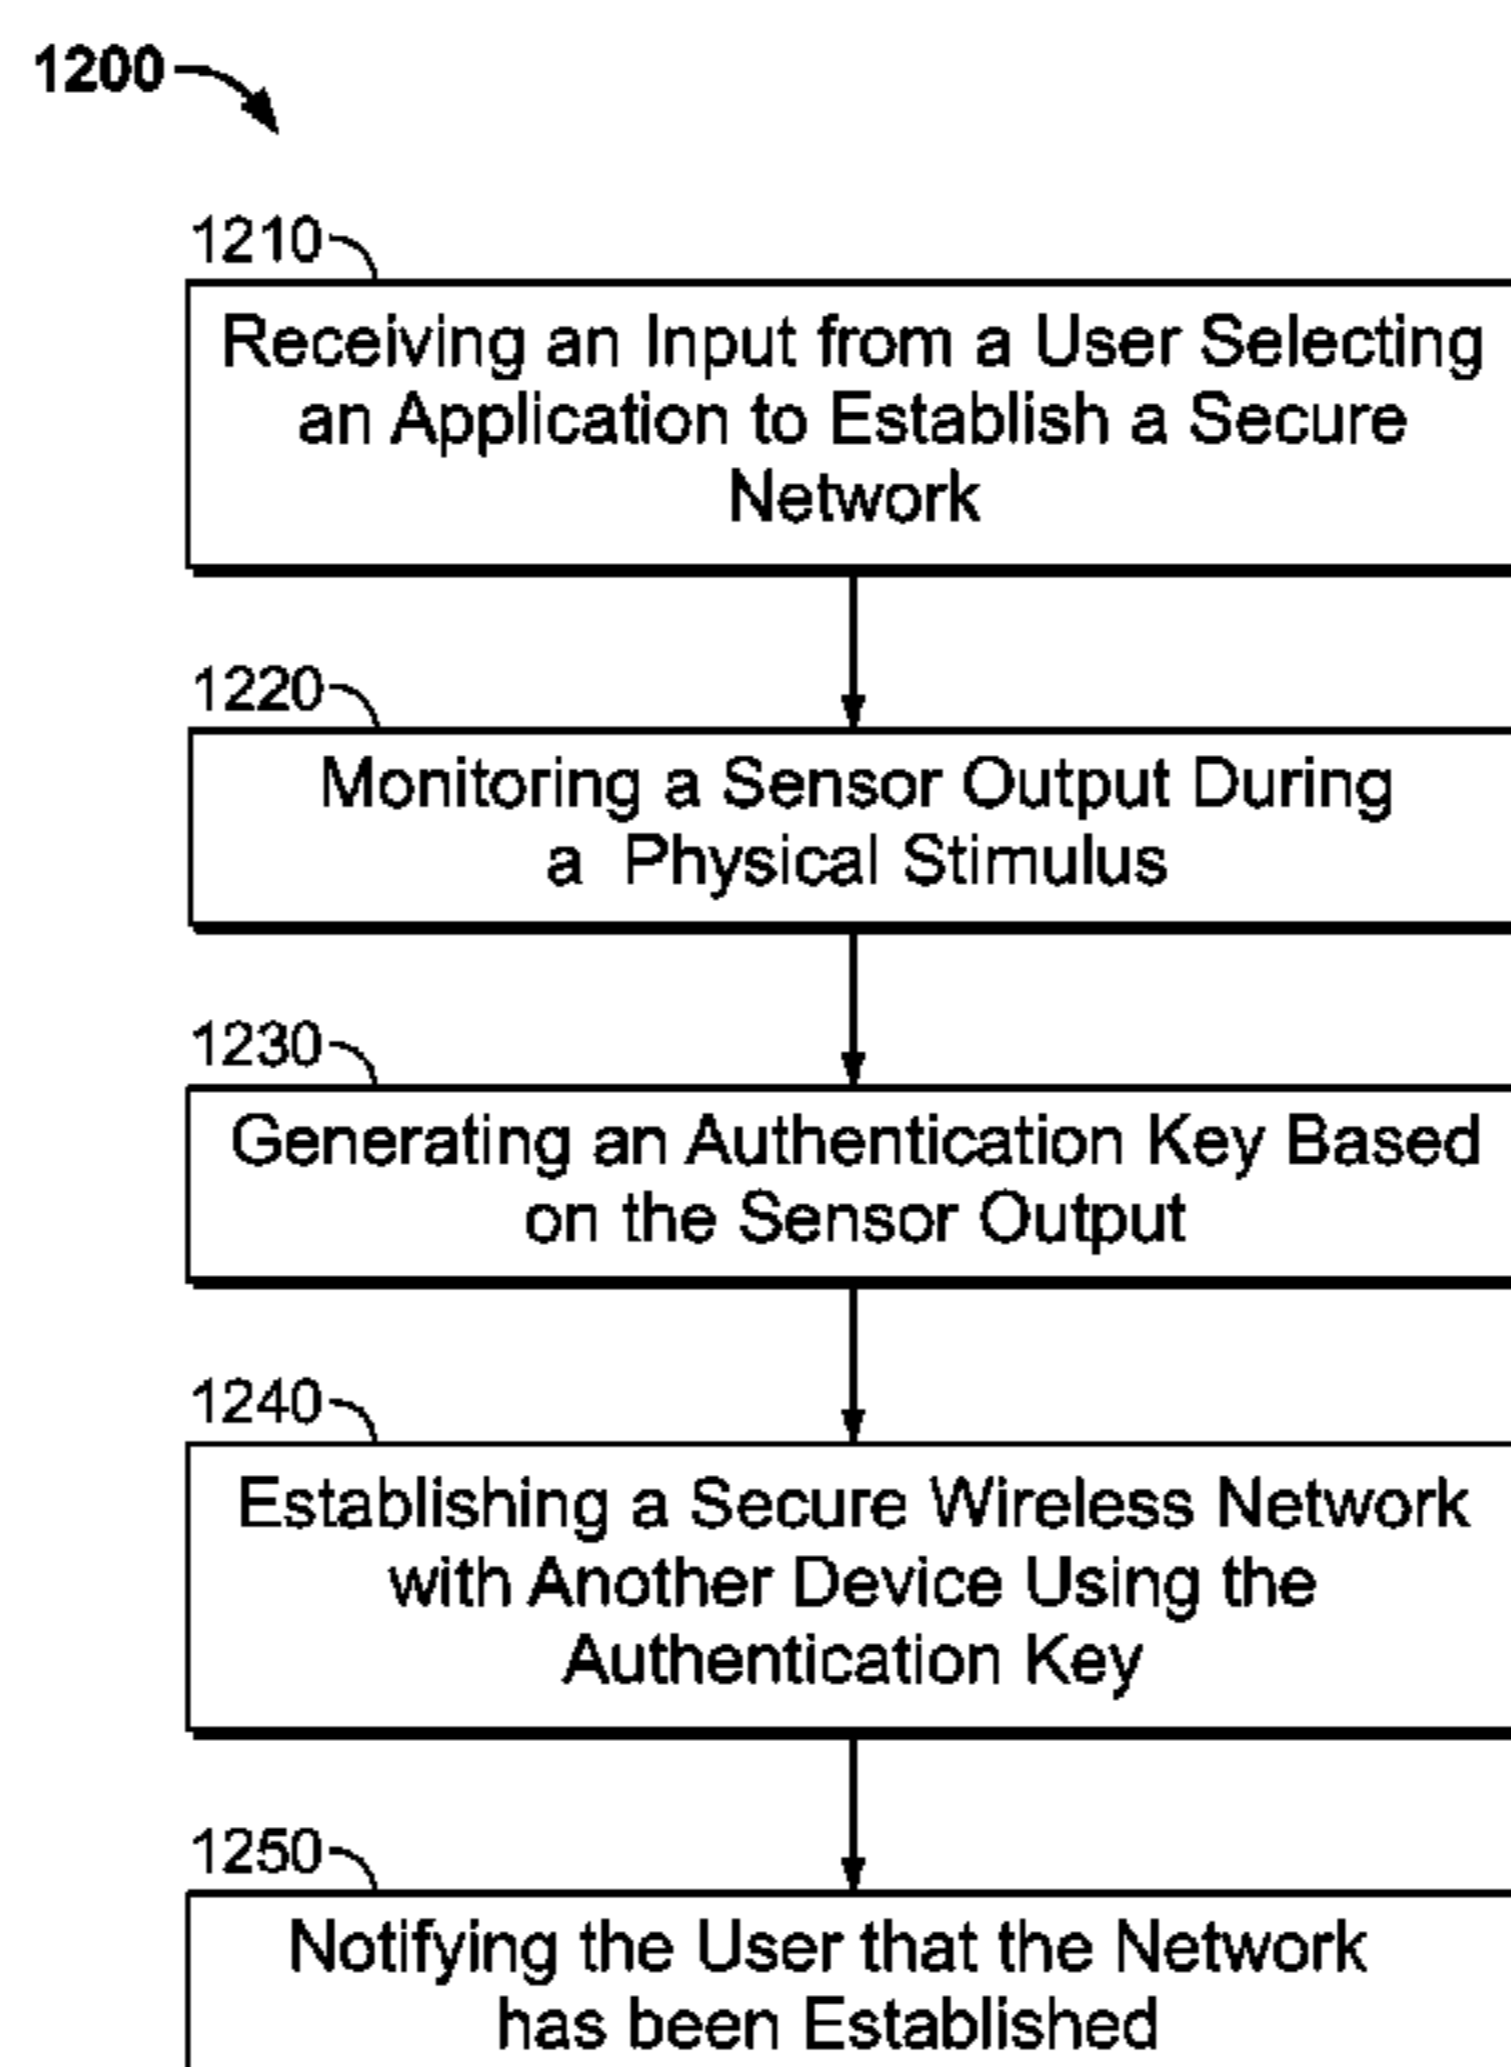 1200
1210
Receiving an Input from a User Selecting
an Application to Establish a Secure
Network
1220
Monitoring a Sensor Output During
a Physical Stimulus
1230
Generating an Authentication Key Based
on the Sensor Output
1240
Establishing a Secure Wireless Network
with Another Device Using the
Authentication Key
1250
Notifying the User that the Network
has been Established